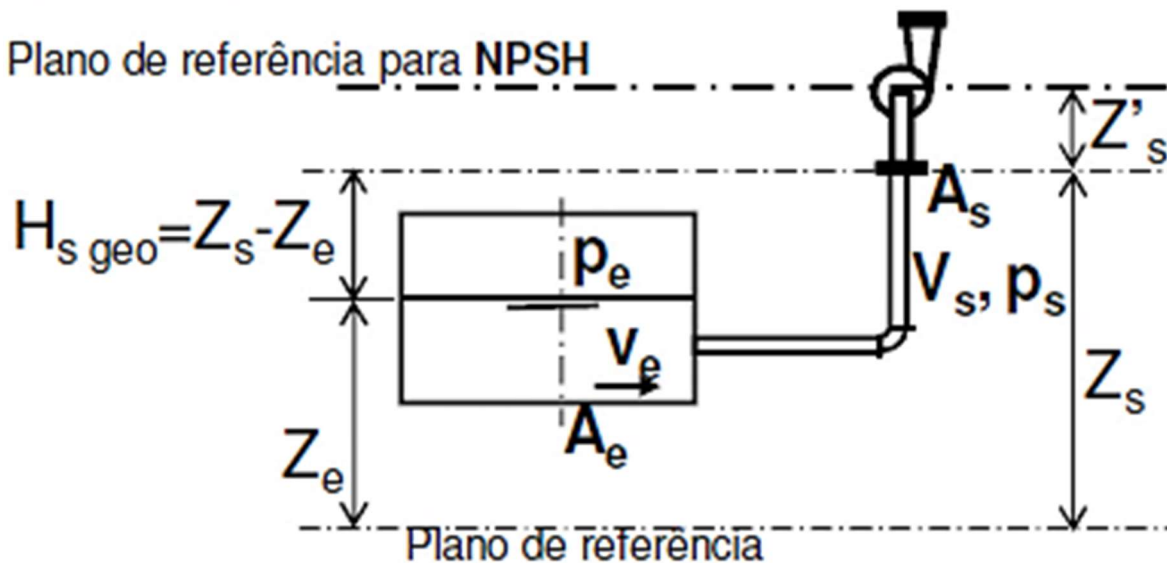 Plano de referência para NPSH
Z's
Hs geo=Zs-Ze
As
pe
Vs, ps
ve
Zs
Ae
Ze
Plano de referência